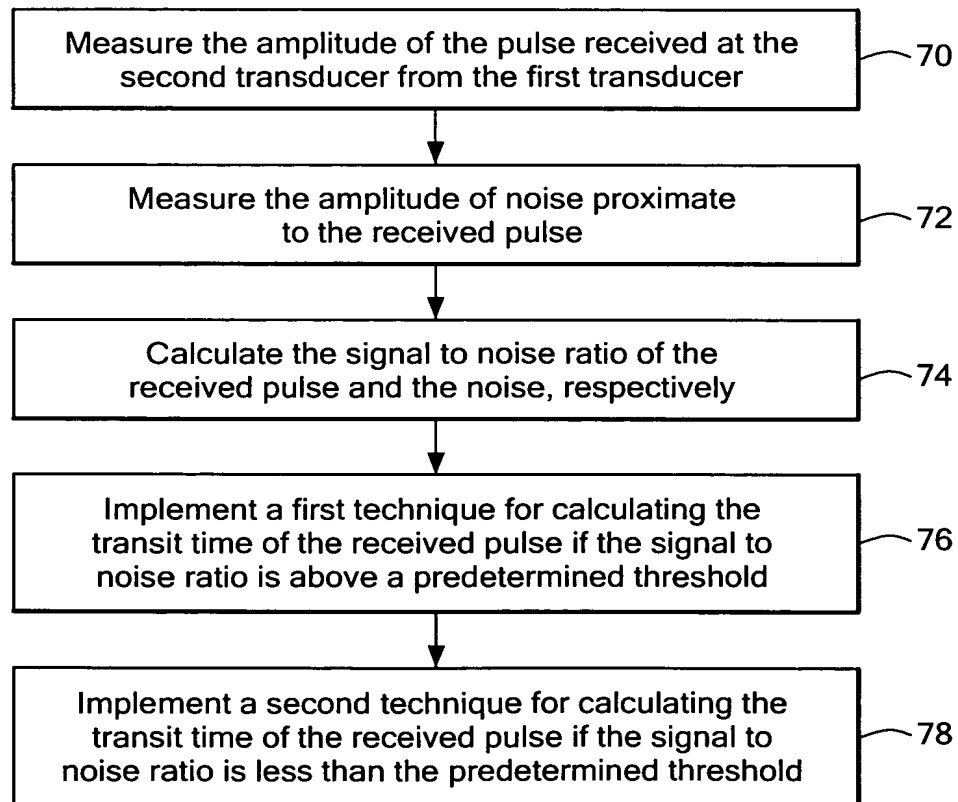 Measure the amplitude of the pulse received at the
second transducer from the first transducer
70
Measure the amplitude of noise proximate
to the received pulse
72
Calculate the signal to noise ratio of the
received pulse and the noise, respectively
74
Implement a first technique for calculating the
transit time of the received pulse if the signal to
noise ratio is above a predetermined threshold
76
Implement a second technique for calculating the
transit time of the received pulse if the signal to
noise ratio is less than the predetermined threshold
78